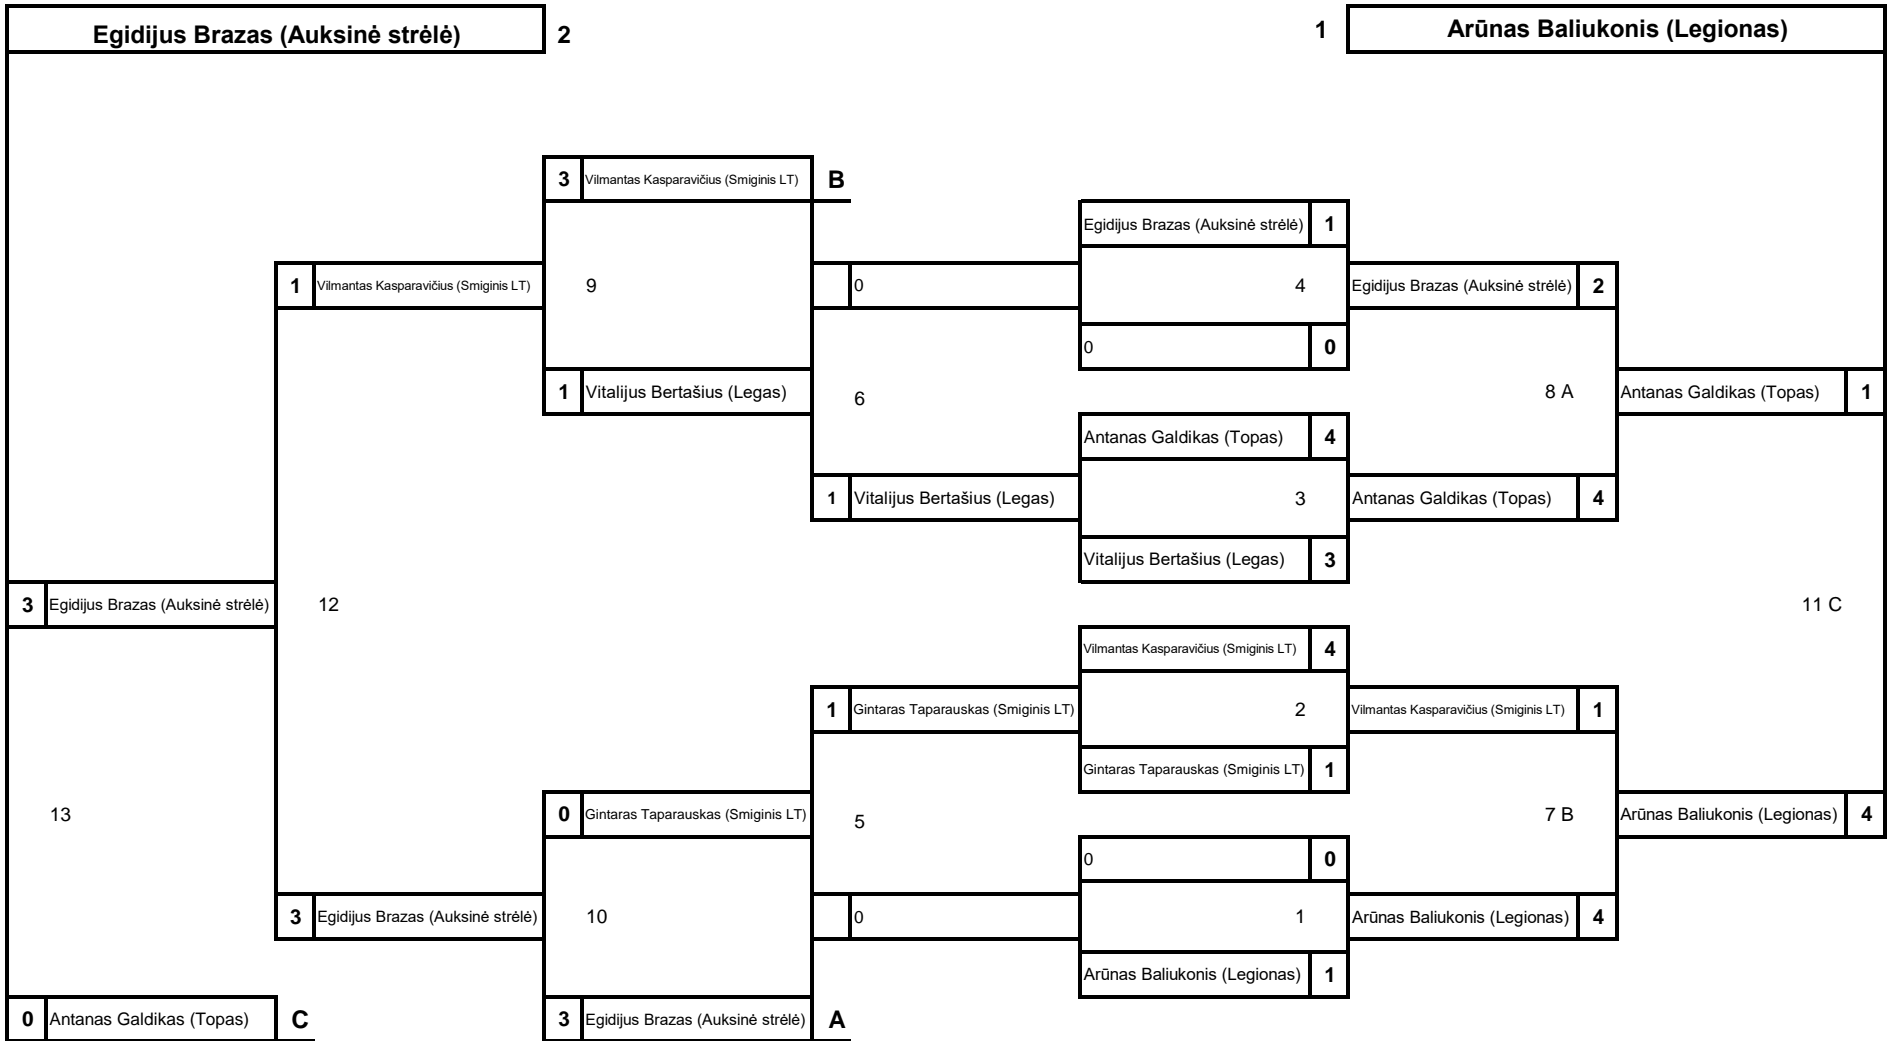 Egidijus Brazas (Auksinė strėlė) 2 1 Arūnas Baliukonis (Legionas)
3 Vilmantas Kasparavičius (Smiginis LT) B
Egidijus Brazas (Auksinė strėlė) 1
1 Vilmantas Kasparavičius (Smiginis LT) 9 0 4 Egidijus Brazas (Auksinė strėlė) 2
0 0
1 Vitalijus Bertašius (Legas) 6 8 A Antanas Galdikas (Topas) 1
Antanas Galdikas (Topas) 4
1 Vitalijus Bertašius (Legas) 3 Antanas Galdikas (Topas) 4
Vitalijus Bertašius (Legas) 3
3 Egidijus Brazas (Auksinė strėlė) 12 11 C
Vilmantas Kasparavičius (Smiginis LT) 4
1 Gintaras Taparauskas (Smiginis LT) 2 Vilmantas Kasparavičius (Smiginis LT) 1
Gintaras Taparauskas (Smiginis LT) 1
13 0 Gintaras Taparauskas (Smiginis LT) 5 7 B Arūnas Baliukonis (Legionas) 4
0 0
3 Egidijus Brazas (Auksinė strėlė) 10 0 1 Arūnas Baliukonis (Legionas) 4
Arūnas Baliukonis (Legionas) 1
0 Antanas Galdikas (Topas) C 3 Egidijus Brazas (Auksinė strėlė) A